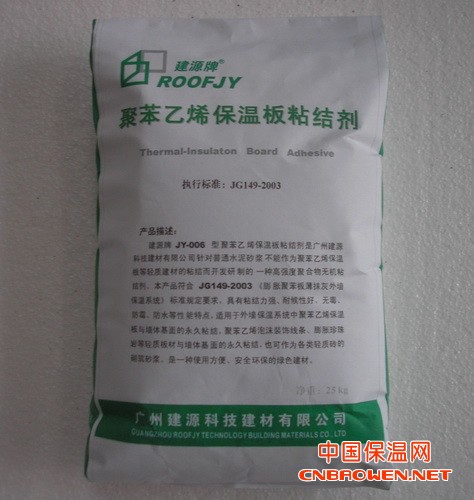 建源牌®
ROOFJY
聚苯乙烯保温板粘结剂
Thermal-Insulaton Board Adhesive
执行标准：JG149-2003
产品描述：
建源牌 JY-006 型聚苯乙烯保温板粘结剂是广州建源
科技建材有限公司针对普通水泥砂浆不能作为聚苯乙烯保温
板等轻质建材的粘结而开发研制的一种高强度聚合物无机粘
结剂。本产品符合 JG149-2003《膨胀聚苯板薄抹灰外墙
保温系统》标准规定要求，具有粘结力强、耐候性好、无毒、
防霉、防水等性能特点，适用于外墙保温系统中聚苯乙烯保温
板与墙体基面的永久粘结，聚苯乙烯泡沫装饰线条、膨胀珍珠
岩等轻质板材与墙体基面的永久粘结，也可作为各类轻质砖的
砌筑砂浆，是一种使用方便、安全环保的绿色建材。
净重：25kg
广州建源科技建材有限公司
GUANGZHOU ROOFJY TECHNOLOGY BUILDING MATERIALS CO., LTD
中国保温网
CNBAOWEN.NET